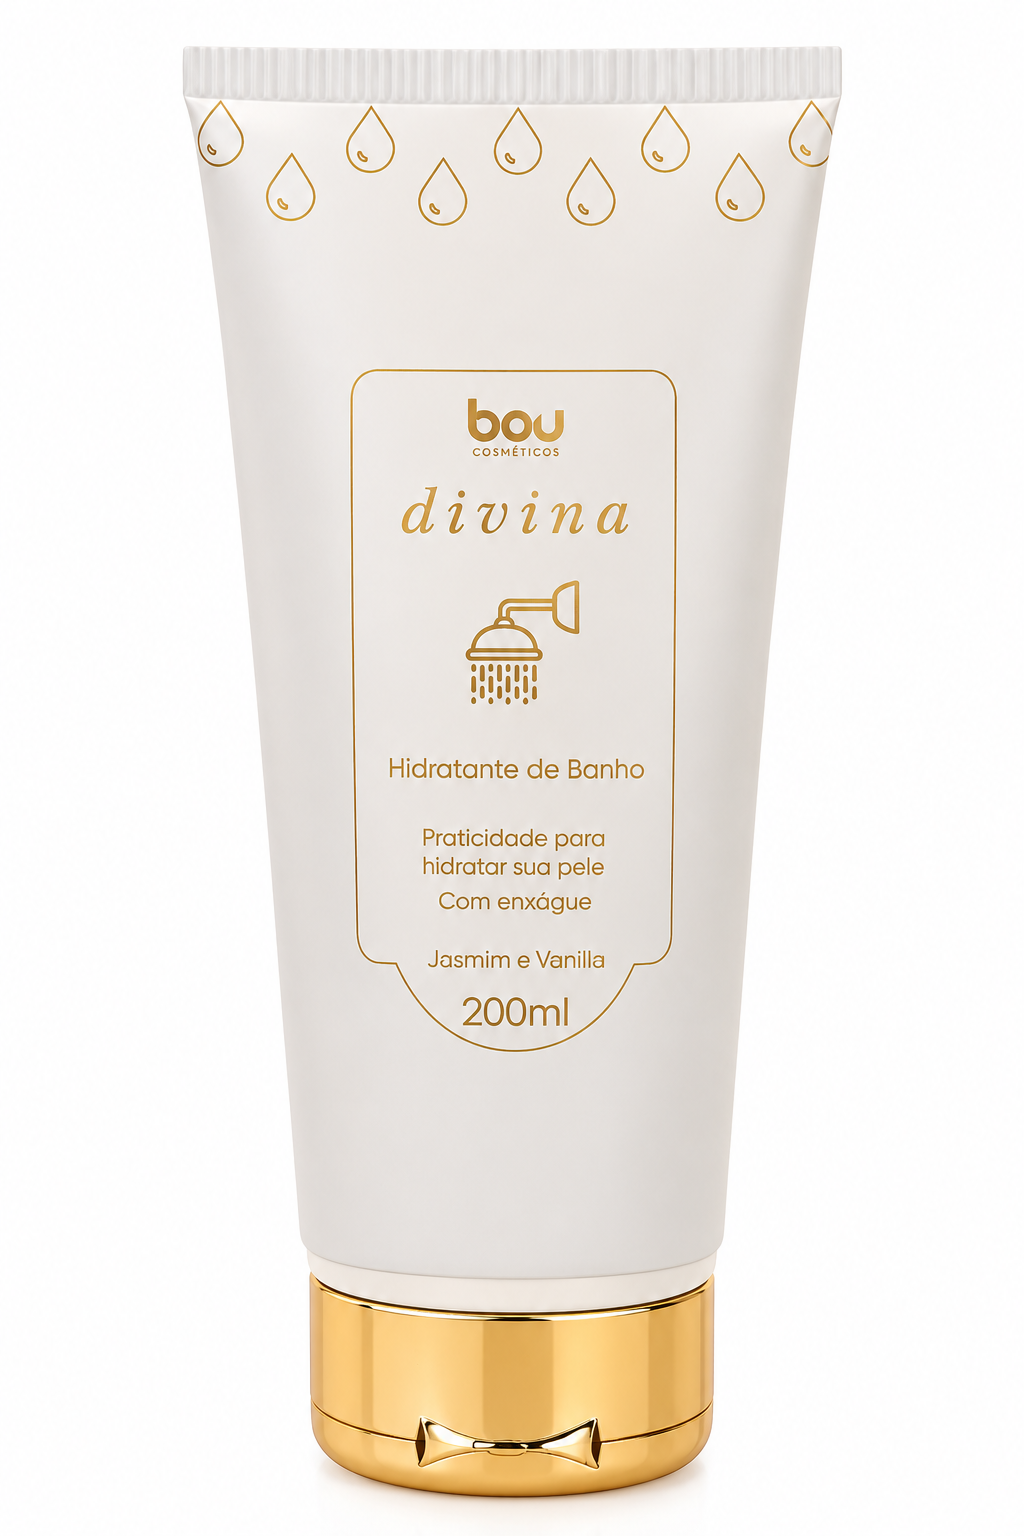 bou
COSMÉTICOS
divina
Hidratante de Banho
Praticidade para
hidratar sua pele
Com enxágue
Jasmim e Vanilla
200ml